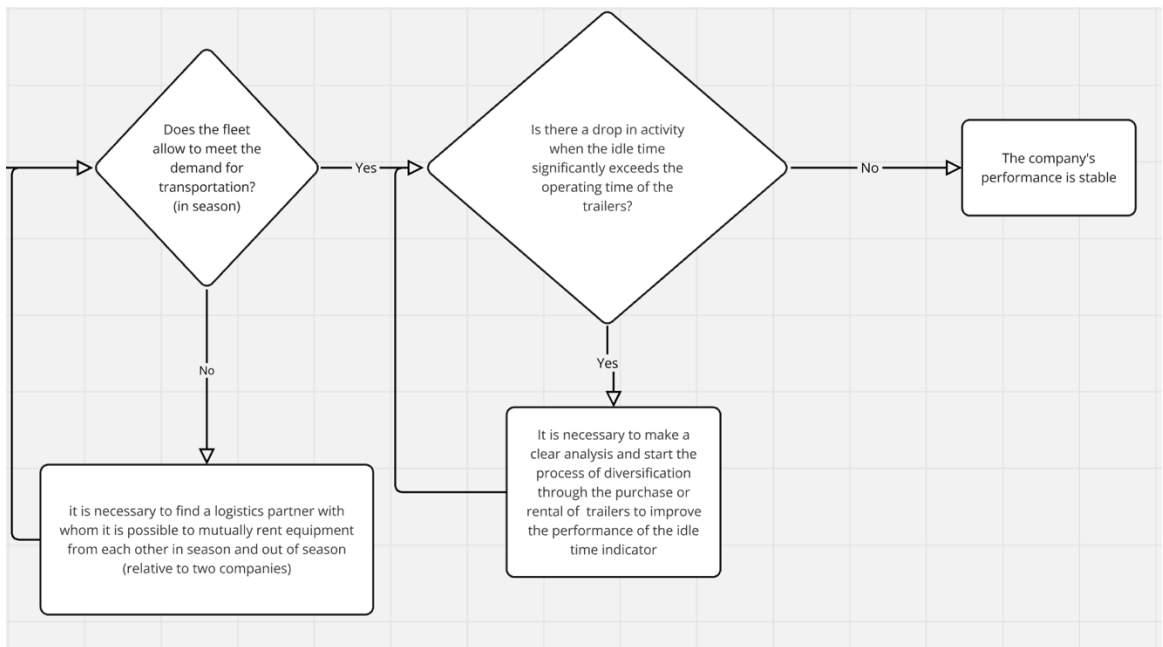 Does the fleet
allow to meet the
demand for
transportation?
(in season)
Yes
Is there a drop in activity
when the idle time
significantly exceeds the
operating time of the
trailers?
No
The company's
performance is stable
No
it is necessary to find a logistics partner with
whom it is possible to mutually rent equipment
from each other in season and out of season
(relative to two companies)
Yes
It is necessary to make a
clear analysis and start the
process of diversification
through the purchase or
rental of  trailers to improve
the performance of the idle
time indicator